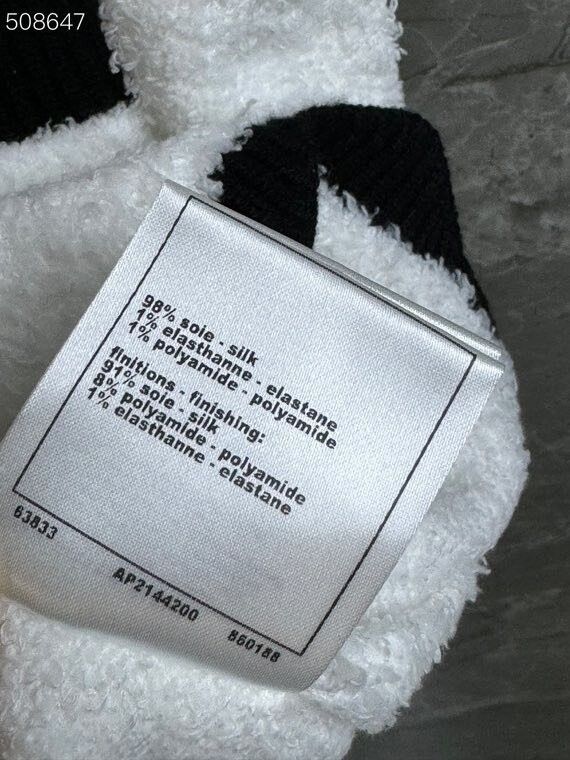 508647
98% soie - silk
1% elasthanne - elastane
1% polyamide - polyamide
finitions - finishing:
91% soie - silk
8% polyamide - polyamide
1% elasthanne - elastane
63833
AP2144200
860188